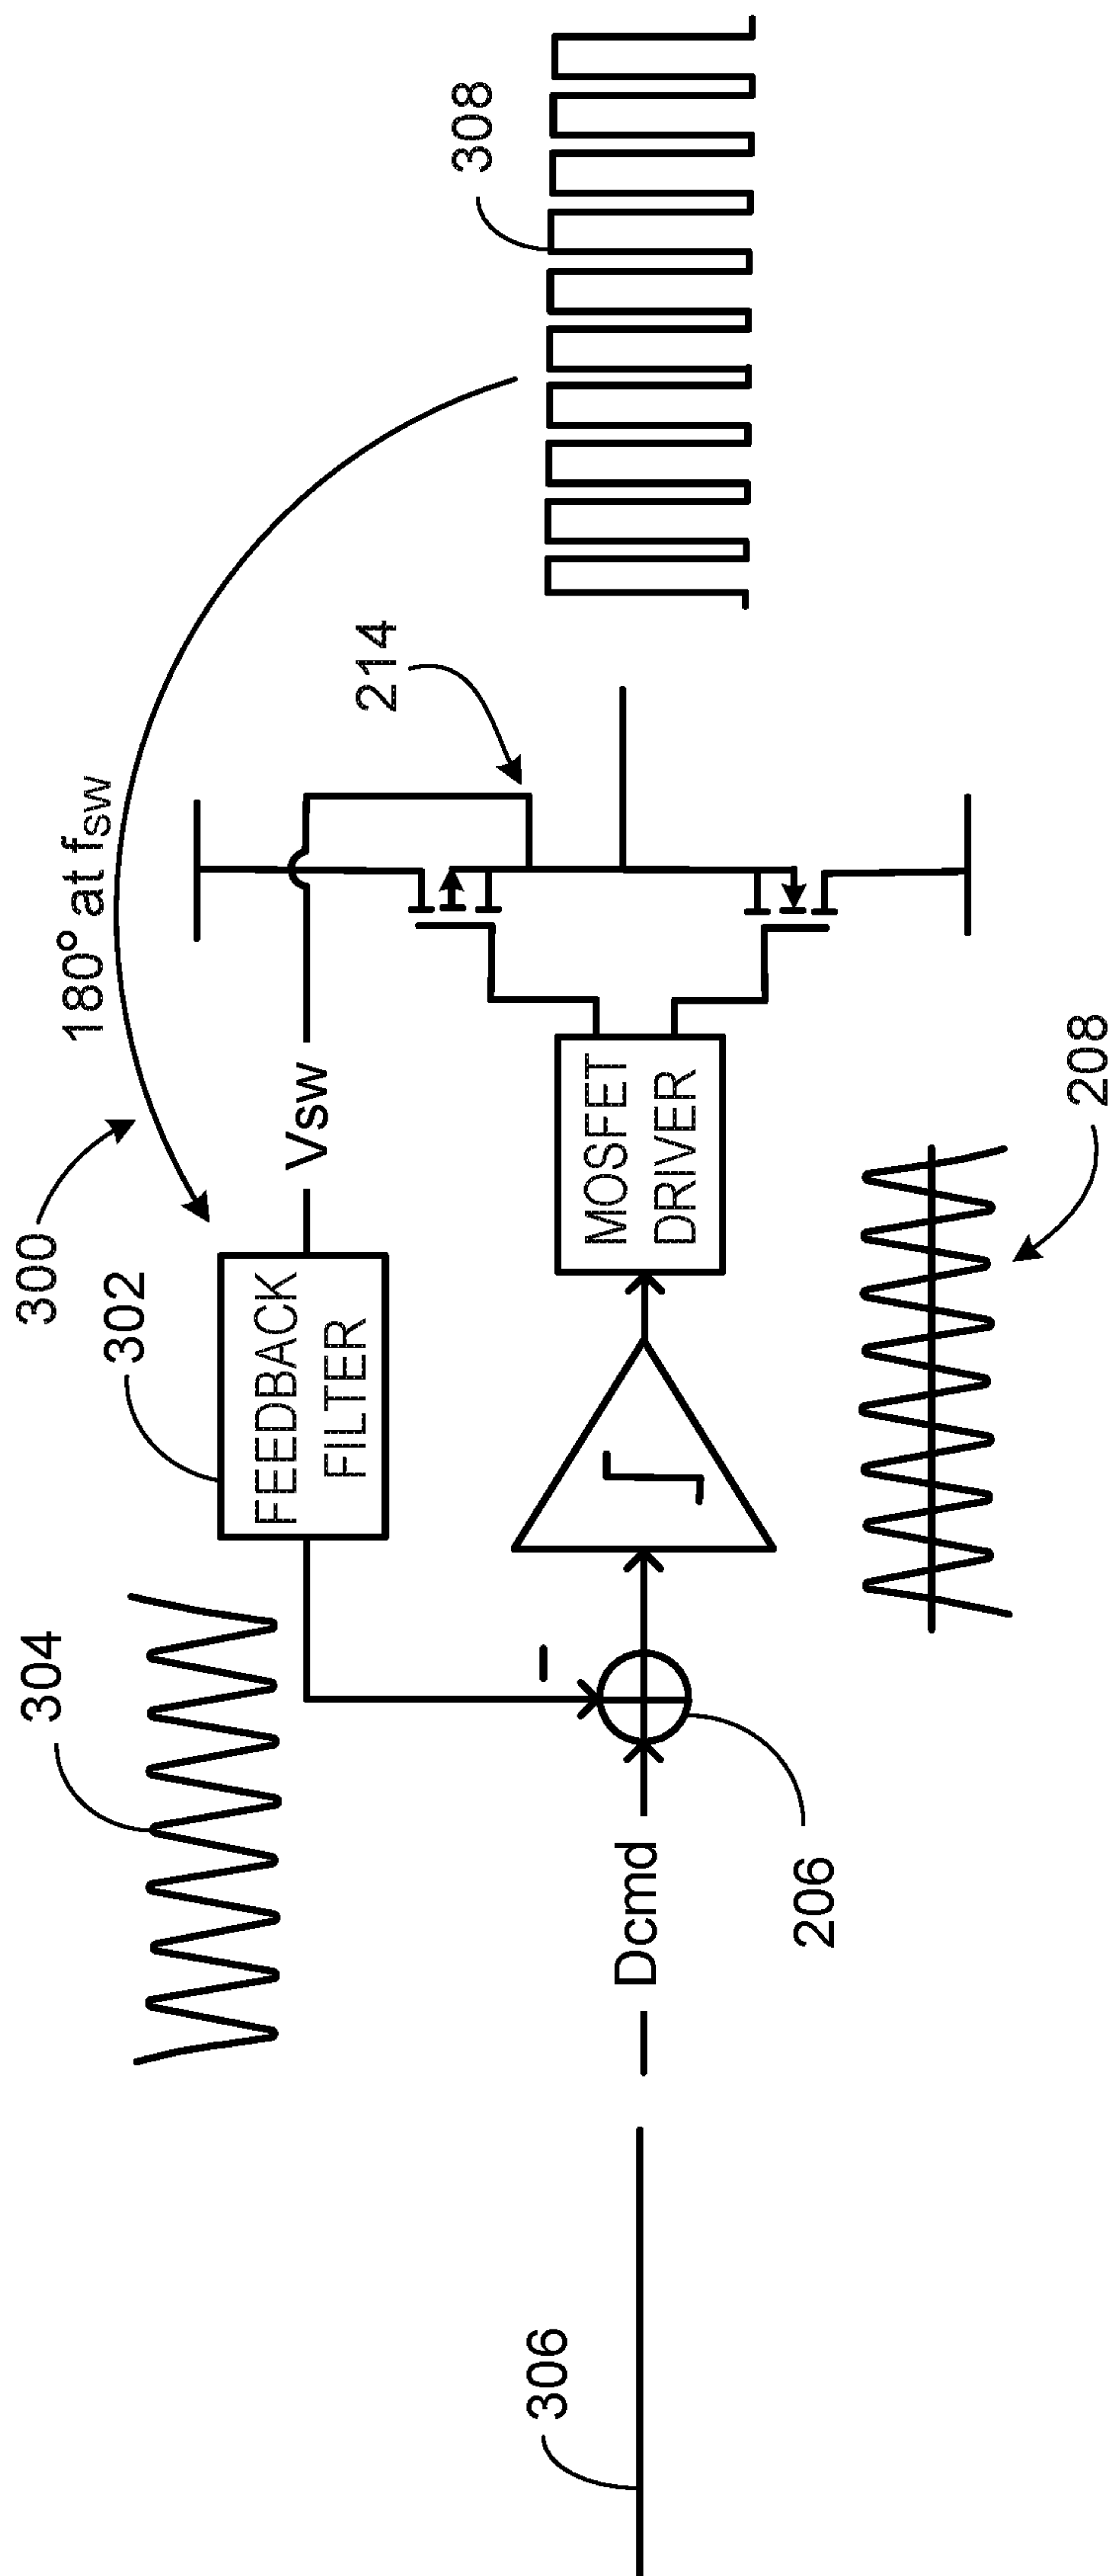 300
180° at fSW
304
302
FEEDBACK
FILTER
Vsw
214
308
306
Dcmd
206
MOSFET
DRIVER
208